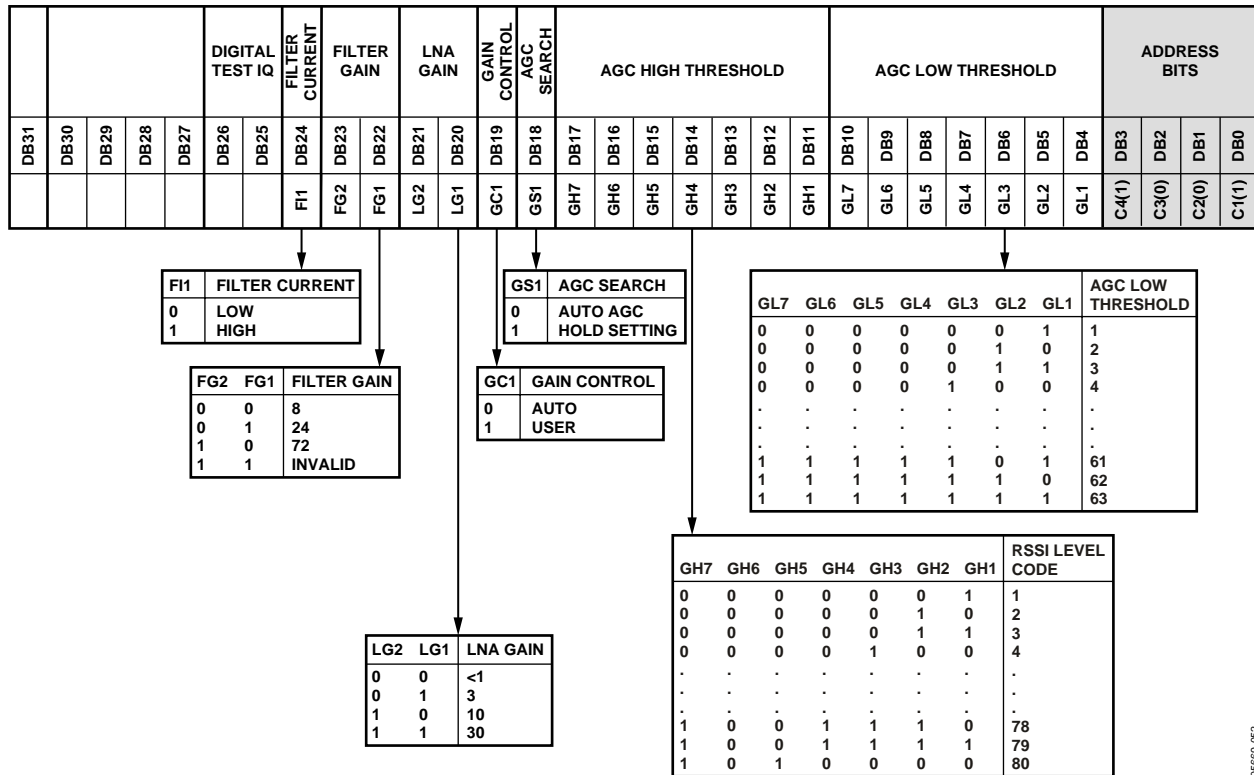 DIGITAL TEST IQ
FILTER CURRENT
FILTER GAIN
LNA GAIN
GAIN CONTROL
AGC SEARCH
AGC HIGH THRESHOLD
AGC LOW THRESHOLD
ADDRESS BITS
DB31 DB30 DB29 DB28 DB27 DB26 DB25 DB24 DB23 DB22 DB21 DB20 DB19 DB18 DB17 DB16 DB15 DB14 DB13 DB12 DB11 DB10 DB9 DB8 DB7 DB6 DB5 DB4 DB3 DB2 DB1 DB0
FI1 FG2 FG1 LG2 LG1 GC1 GS1 GH7 GH6 GH5 GH4 GH3 GH2 GH1 GL7 GL6 GL5 GL4 GL3 GL2 GL1 C4(1) C3(0) C2(0) C1(1)
FI1 FILTER CURRENT
0 LOW
1 HIGH
GS1 AGC SEARCH
0 AUTO AGC
1 HOLD SETTING
FG2 FG1 FILTER GAIN
0 0 8
0 1 24
1 0 72
1 1 INVALID
GC1 GAIN CONTROL
0 AUTO
1 USER
GL7 GL6 GL5 GL4 GL3 GL2 GL1 AGC LOW THRESHOLD
0 0 0 0 0 0 1 1
0 0 0 0 0 1 0 2
0 0 0 0 0 1 1 3
0 0 0 0 1 0 0 4
. . . . . . . .
. . . . . . . .
. . . . . . . .
1 1 1 1 1 0 1 61
1 1 1 1 1 1 0 62
1 1 1 1 1 1 1 63
LG2 LG1 LNA GAIN
0 0 <1
0 1 3
1 0 10
1 1 30
GH7 GH6 GH5 GH4 GH3 GH2 GH1 RSSI LEVEL CODE
0 0 0 0 0 0 1 1
0 0 0 0 0 1 0 2
0 0 0 0 0 1 1 3
0 0 0 0 1 0 0 4
. . . . . . . .
. . . . . . . .
. . . . . . . .
1 0 0 1 1 1 0 78
1 0 0 1 1 1 1 79
1 0 1 0 0 0 0 80